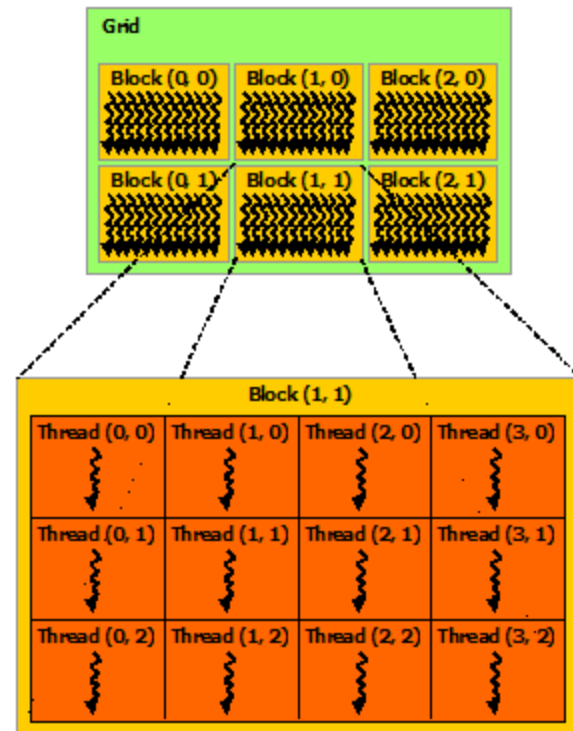 Grid
Block (0, 0) Block (1, 0) Block (2, 0)
Block (0, 1) Block (1, 1) Block (2, 1)
Block (1, 1)
Thread (0, 0) Thread (1, 0) Thread (2, 0) Thread (3, 0)
Thread (0, 1) Thread (1, 1) Thread (2, 1) Thread (3, 1)
Thread (0, 2) Thread (1, 2) Thread (2, 2) Thread (3, 2)